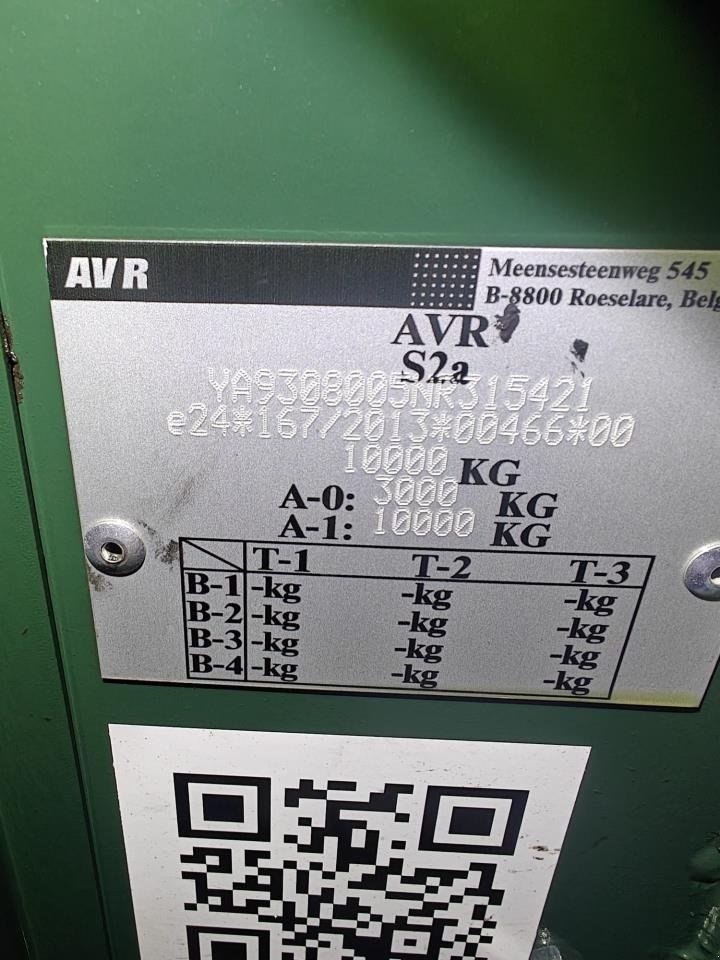 AVR
Meensesteenweg 545
B-8800 Roeselare, Belg
AVR
S2a
YA9308005NR315421
e24*167/2013*00466*00
10000 KG
A-0: 3000 KG
A-1: 10000 KG
T-1 T-2 T-3
B-1 -kg -kg -kg
B-2 -kg -kg -kg
B-3 -kg -kg -kg
B-4 -kg -kg -kg